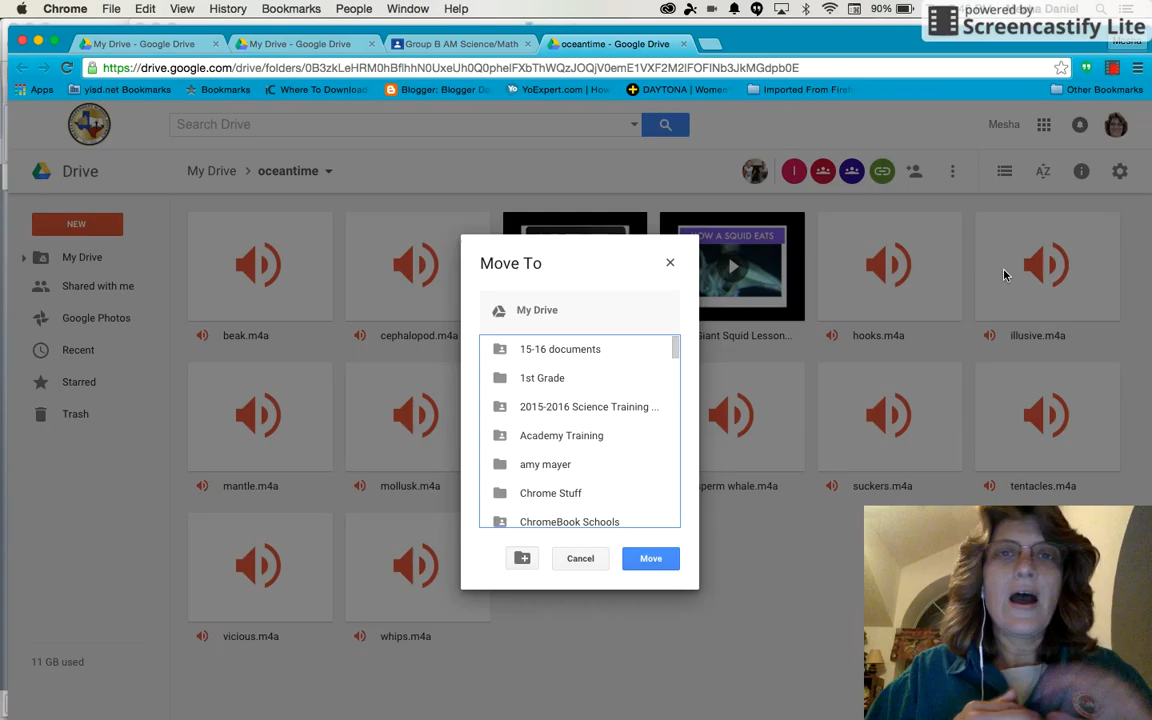 Chrome File Edit View History Bookmarks People Window Help 90%
powered by
Screencastify Lite
My Drive - Google Drive My Drive - Google Drive Group B AM Science/Math oceantime - Google Drive
https://drive.google.com/drive/folders/0B3zkLeHRM0hBflhhN0UxeUh0Q0phelFXbThWQzJOQjV0emE1VXF2M2lFOFlNb3JkMGdpb0E
Apps yisd.net Bookmarks Bookmarks Where To Download Blogger: Blogger Da YoExpert.com | How DAYTONA | Women' Imported From Firef Other Bookmarks
Search Drive Mesha
Drive My Drive > oceantime AZ
NEW
My Drive
Shared with me
Google Photos
Recent
Starred
Trash
11 GB used
HOW A SQUID EATS
beak.m4a cephalopod.m4a Giant Squid Lesson... hooks.m4a illusive.m4a
mantle.m4a mollusk.m4a sperm whale.m4a suckers.m4a tentacles.m4a
vicious.m4a whips.m4a
Move To
My Drive
15-16 documents
1st Grade
2015-2016 Science Training ...
Academy Training
amy mayer
Chrome Stuff
ChromeBook Schools
Cancel Move